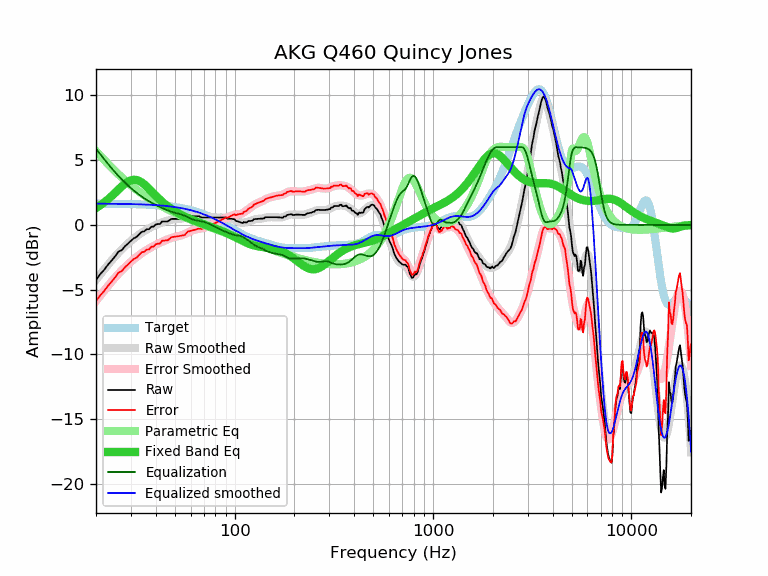 AKG Q460 Quincy Jones
10
5
0
−5
−10
−15
−20
Amplitude (dBr)
Target
Raw Smoothed
Error Smoothed
Raw
Error
Parametric Eq
Fixed Band Eq
Equalization
Equalized smoothed
100 1000 10000
Frequency (Hz)